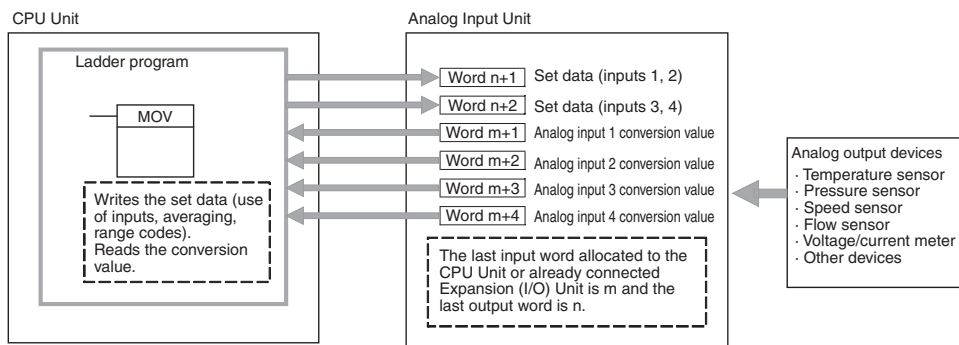 CPU Unit
Ladder program
MOV
Writes the set data (use
of inputs, averaging,
range codes).
Reads the conversion
value.
Analog Input Unit
Word n+1 Set data (inputs 1, 2)
Word n+2 Set data (inputs 3, 4)
Word m+1 Analog input 1 conversion value
Word m+2 Analog input 2 conversion value
Word m+3 Analog input 3 conversion value
Word m+4 Analog input 4 conversion value
The last input word allocated to the
CPU Unit or already connected
Expansion (I/O) Unit is m and the
last output word is n.
Analog output devices
· Temperature sensor
· Pressure sensor
· Speed sensor
· Flow sensor
· Voltage/current meter
· Other devices